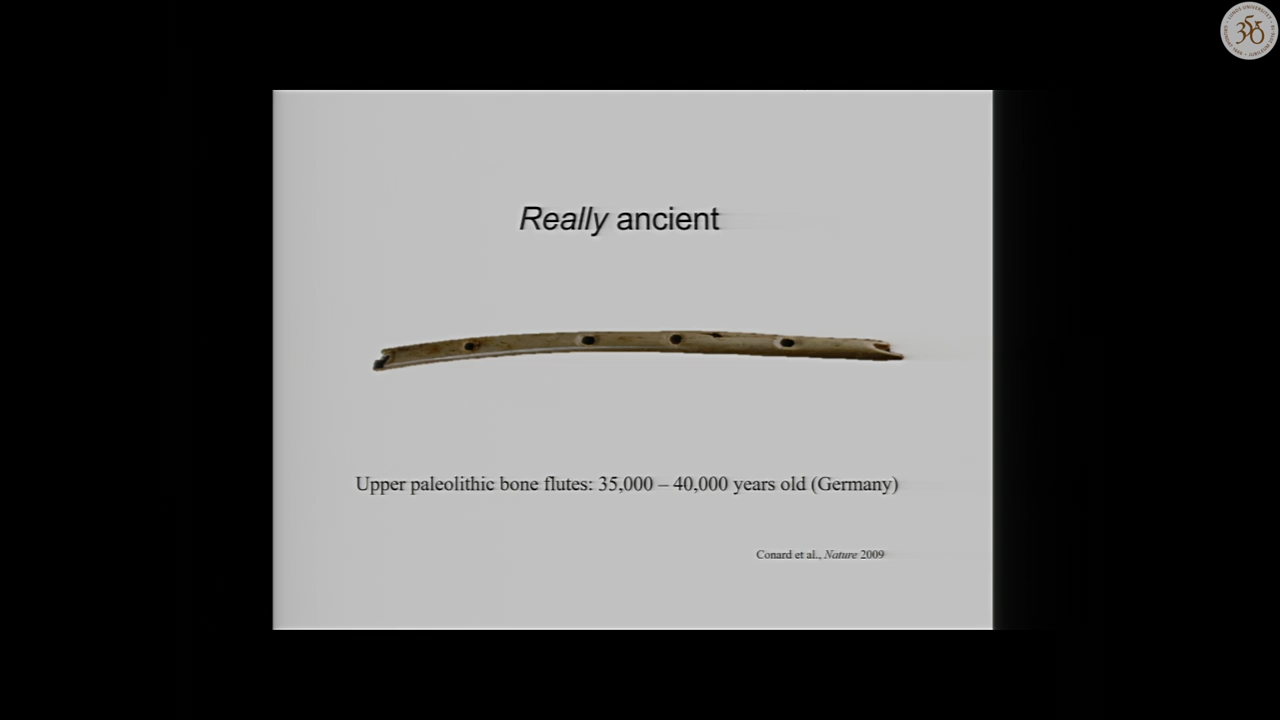 Really ancient
Upper paleolithic bone flutes: 35,000 – 40,000 years old (Germany)
Conard et al., Nature 2009